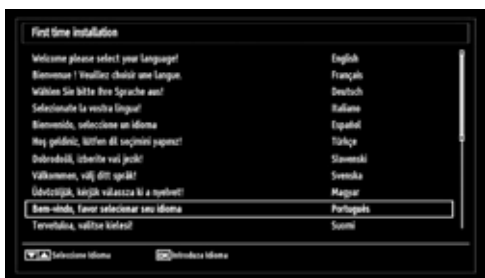 First time installation
Welcome please select your language! English
Bienvenue ! Veuillez choisir une langue. Français
Wählen Sie bitte Ihre Sprache aus! Deutsch
Selezionate la vostra lingua! Italiano
Bienvenido, seleccione un idioma Español
Hoş geldiniz, lütfen dil seçimini yapınız! Türkçe
Dobrodošli, izberite vaš jezik! Slovenski
Välkommen, välj ditt språk! Svenska
Üdvözöljük, kérjük válassza ki a nyelvet! Magyar
Bem-vindo, favor selecionar seu idioma Português
Tervetuloa, valitse kielesi! Suomi
Seleccione Idioma OK Introduza Idioma